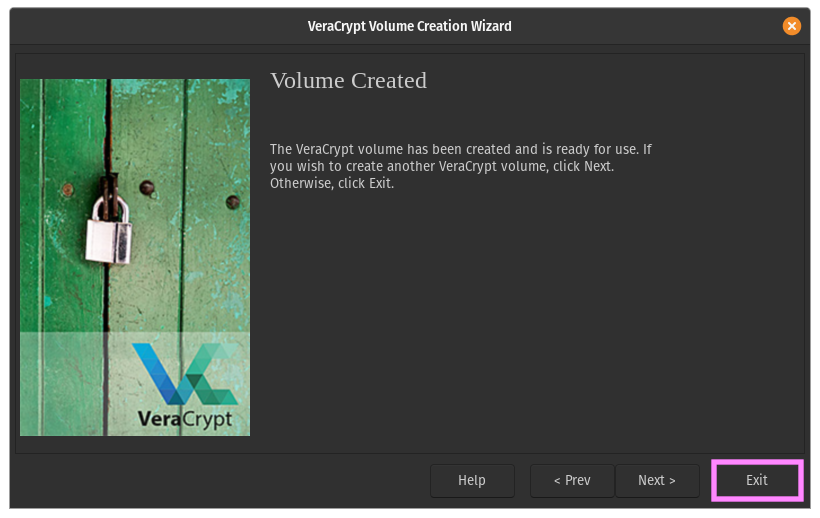 VeraCrypt Volume Creation Wizard
Volume Created
The VeraCrypt volume has been created and is ready for use. If
you wish to create another VeraCrypt volume, click Next.
Otherwise, click Exit.
VeraCrypt
Help
< Prev
Next >
Exit